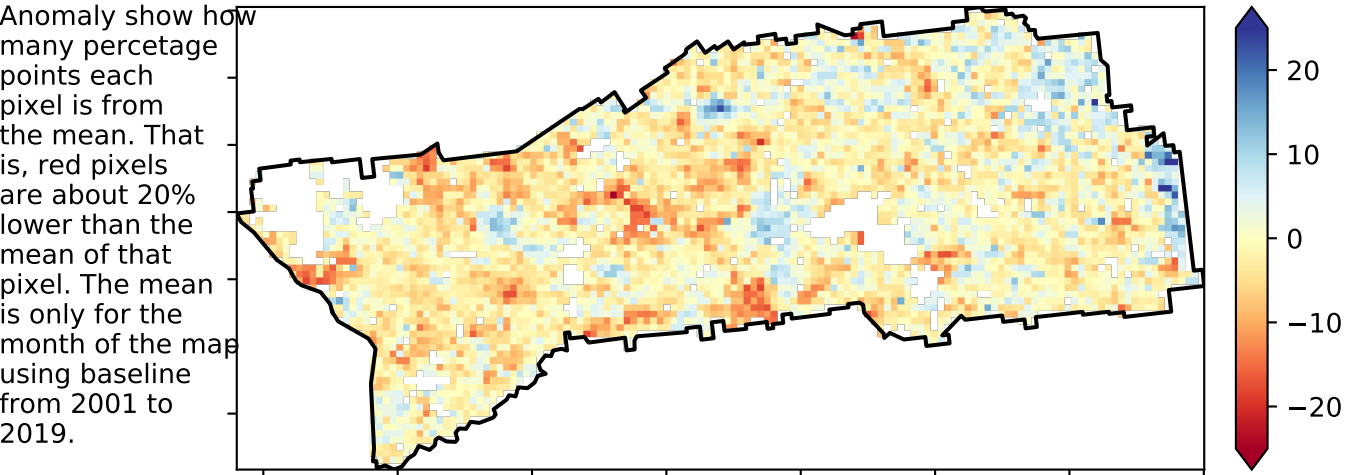 Anomaly show how
many percetage
points each
pixel is from
the mean. That
is, red pixels
are about 20%
lower than the
mean of that
pixel. The mean
is only for the
month of the map
using baseline
from 2001 to
2019.
20
10
0
−10
−20